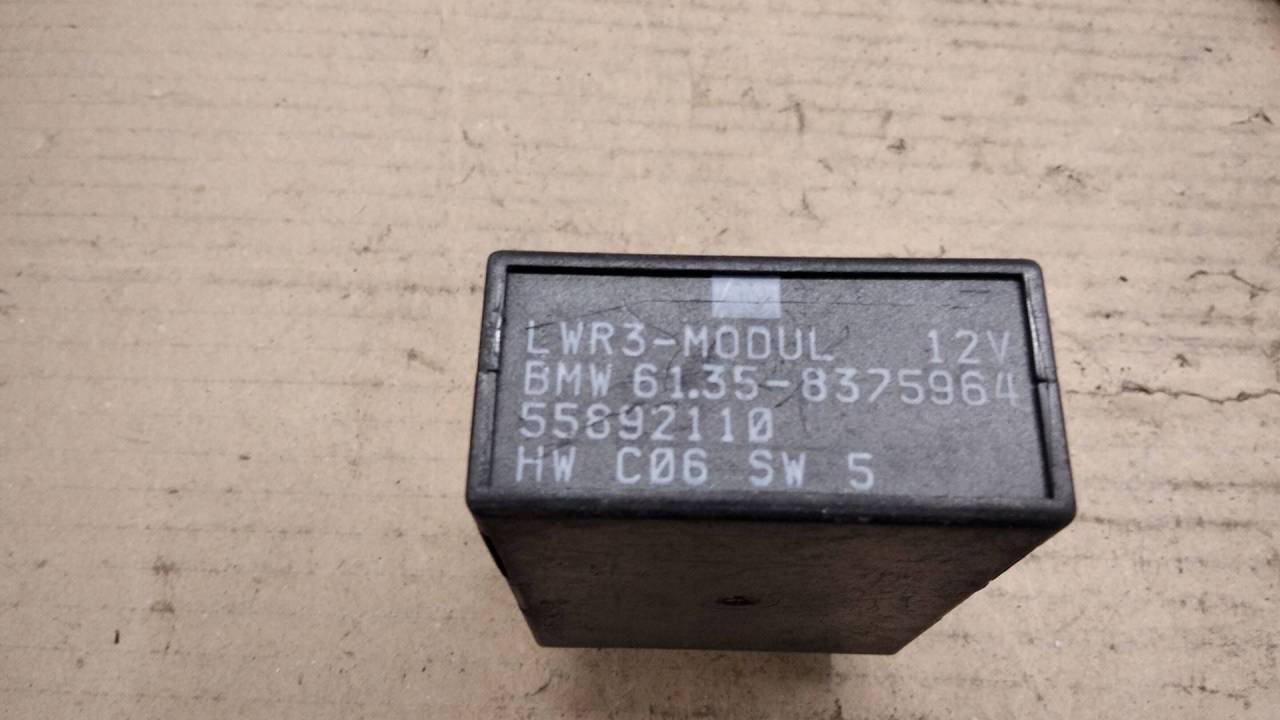 LWR3-MODUL 12V
BMW 61.35-8375964
55892110
HW C06 SW 5